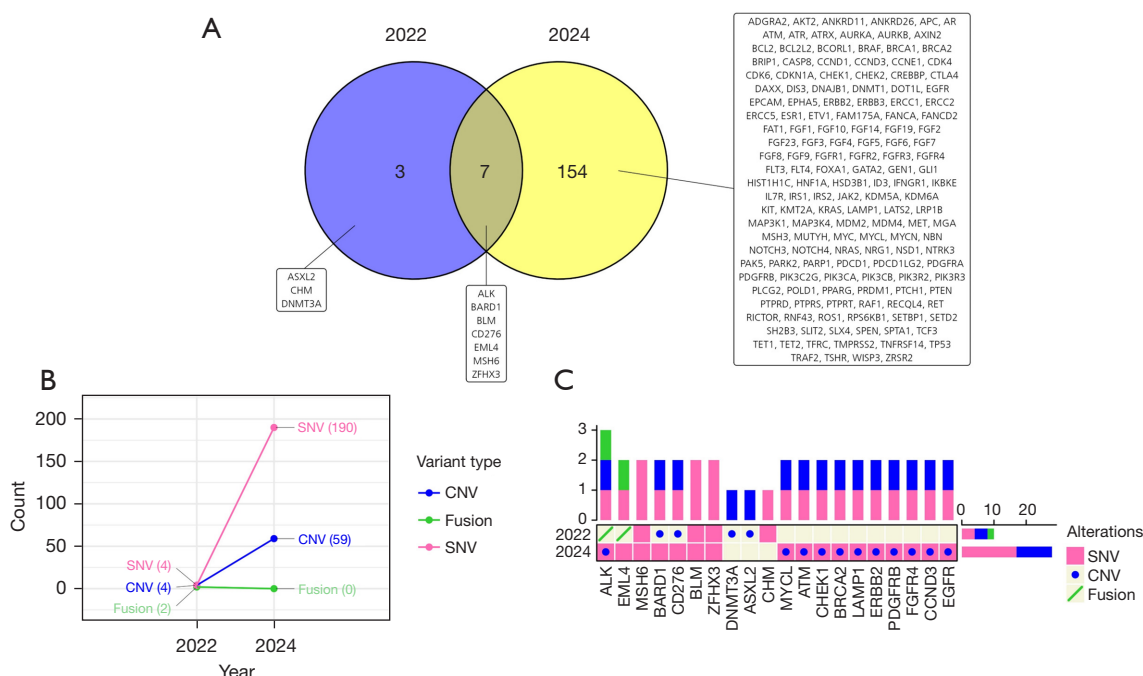 A
2022
2024
3
7
154
ASXL2
CHM
DNMT3A
ALK
BARD1
BLM
CD276
EML4
MSH6
ZFHX3
ADGRA2, AKT2, ANKRD11, ANKRD26, APC, AR
ATM, ATR, ATRX, AURKA, AURKB, AXIN2
BCL2, BCL2L2, BCORL1, BRAF, BRCA1, BRCA2
BRIP1, CASP8, CCND1, CCND3, CCNE1, CDK4
CDK6, CDKN1A, CHEK1, CHEK2, CREBBP, CTLA4
DAXX, DIS3, DNAJB1, DNMT1, DOT1L, EGFR
EPCAM, EPHA5, ERBB2, ERBB3, ERCC1, ERCC2
ERCC5, ESR1, ETV1, FAM175A, FANCA, FANCD2
FAT1, FGF1, FGF10, FGF14, FGF19, FGF2
FGF23, FGF3, FGF4, FGF5, FGF6, FGF7
FGF8, FGF9, FGFR1, FGFR2, FGFR3, FGFR4
FLT3, FLT4, FOXA1, GATA2, GEN1, GLI1
HIST1H1C, HNF1A, HSD3B1, ID3, IFNGR1, IKBKE
IL7R, IRS1, IRS2, JAK2, KDM5A, KDM6A
KIT, KMT2A, KRAS, LAMP1, LATS2, LRP1B
MAP3K1, MAP3K4, MDM2, MDM4, MET, MGA
MSH3, MUTYH, MYC, MYCL, MYCN, NBN
NOTCH3, NOTCH4, NRAS, NRG1, NSD1, NTRK3
PAK5, PARK2, PARP1, PDCD1, PDCD1LG2, PDGFRA
PDGFRB, PIK3C2G, PIK3CA, PIK3CB, PIK3R2, PIK3R3
PLCG2, POLD1, PPARG, PRDM1, PTCH1, PTEN
PTPRD, PTPRS, PTPRT, RAF1, RECQL4, RET
RICTOR, RNF43, ROS1, RPS6KB1, SETBP1, SETD2
SH2B3, SLIT2, SLX4, SPEN, SPTA1, TCF3
TET1, TET2, TFRC, TMPRSS2, TNFRSF14, TP53
TRAF2, TSHR, WISP3, ZRSR2
B
Count
200
150
100
50
0
SNV (190)
CNV (59)
Fusion (0)
SNV (4)
CNV (4)
Fusion (2)
2022
2024
Year
Variant type
CNV
Fusion
SNV
C
3
2
1
0
2022
2024
ALK
EML4
MSH6
BARD1
CD276
BLM
ZFHX3
DNMT3A
ASXL2
CHM
MYCL
ATM
CHEK1
BRCA2
LAMP1
ERBB2
PDGFRB
FGFR4
CCND3
EGFR
0 10 20
Alterations
SNV
CNV
Fusion